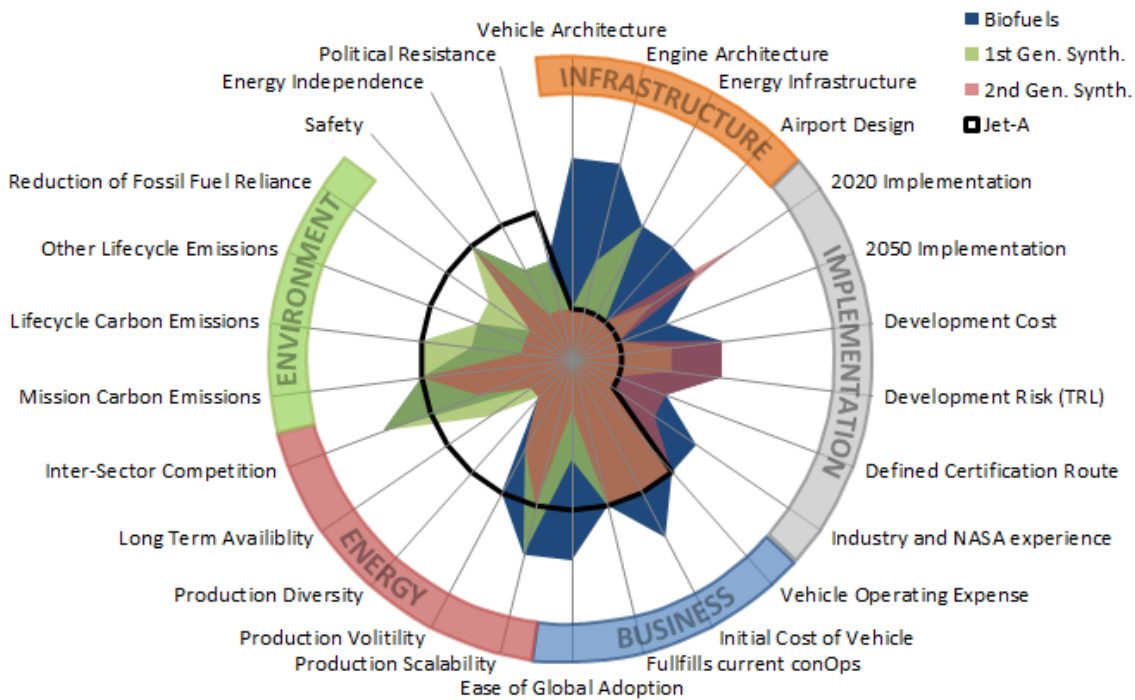 Vehicle Architecture
Political Resistance
Engine Architecture
Energy Independence
Energy Infrastructure
Safety
Airport Design
Reduction of Fossil Fuel Reliance
2020 Implementation
Other Lifecycle Emissions
2050 Implementation
Lifecycle Carbon Emissions
Development Cost
Mission Carbon Emissions
Development Risk (TRL)
Inter-Sector Competition
Defined Certification Route
Long Term Availiblity
Industry and NASA experience
Production Diversity
Vehicle Operating Expense
Production Volitility
Initial Cost of Vehicle
Production Scalability
Fullfills current conOps
Ease of Global Adoption
INFRASTRUCTURE
IMPLEMENTATION
BUSINESS
ENERGY
ENVIRONMENT
Biofuels
1st Gen. Synth.
2nd Gen. Synth.
Jet-A